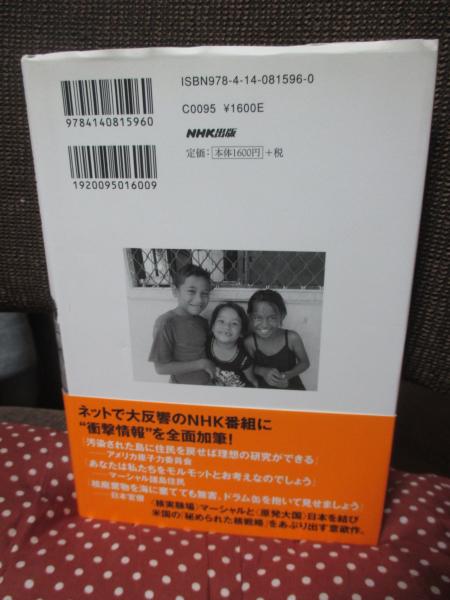 ISBN978-4-14-081596-0
C0095 ¥1600E
NHK出版
定価：本体1600円＋税
9784140815960
1920095016009
ネットで大反響のNHK番組に
“衝撃情報”を全面加筆！
「汚染された島に住民を戻せば理想の研究ができる」
─アメリカ原子力委員会
「あなたは私たちをモルモットとお考えなのでしょう」
─マーシャル諸島住民
「核廃棄物を海に棄てても無害。ドラム缶を抱いて見せましょう」
─日本官僚
〈核実験場〉マーシャルと〈原発大国〉日本を結び
米国の「秘められた核戦略」をあぶり出す意欲作。